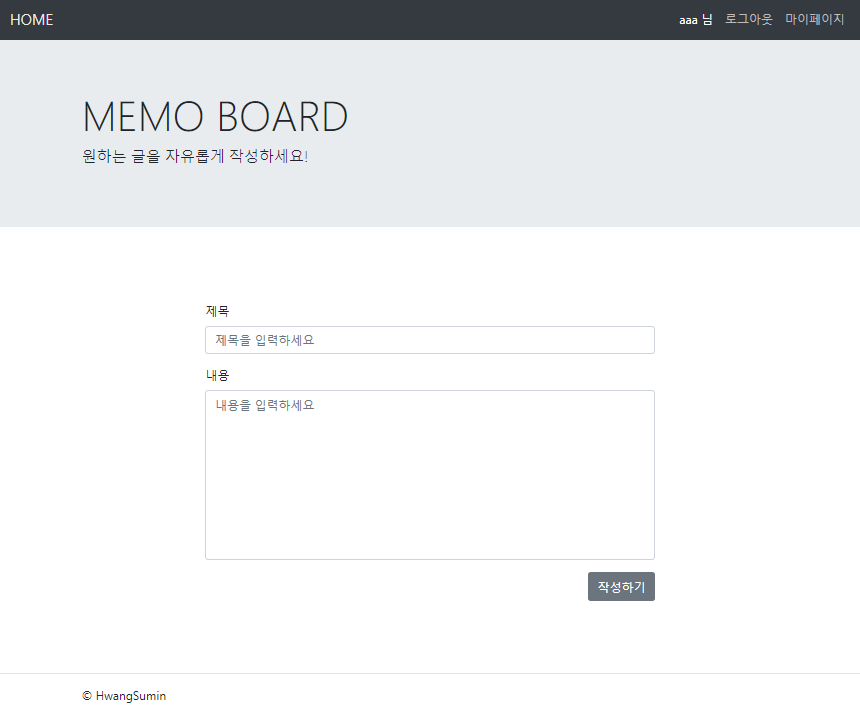 HOME aaa 님 로그아웃 마이페이지
MEMO BOARD
원하는 글을 자유롭게 작성하세요!
제목
제목을 입력하세요
내용
내용을 입력하세요
작성하기
© HwangSumin